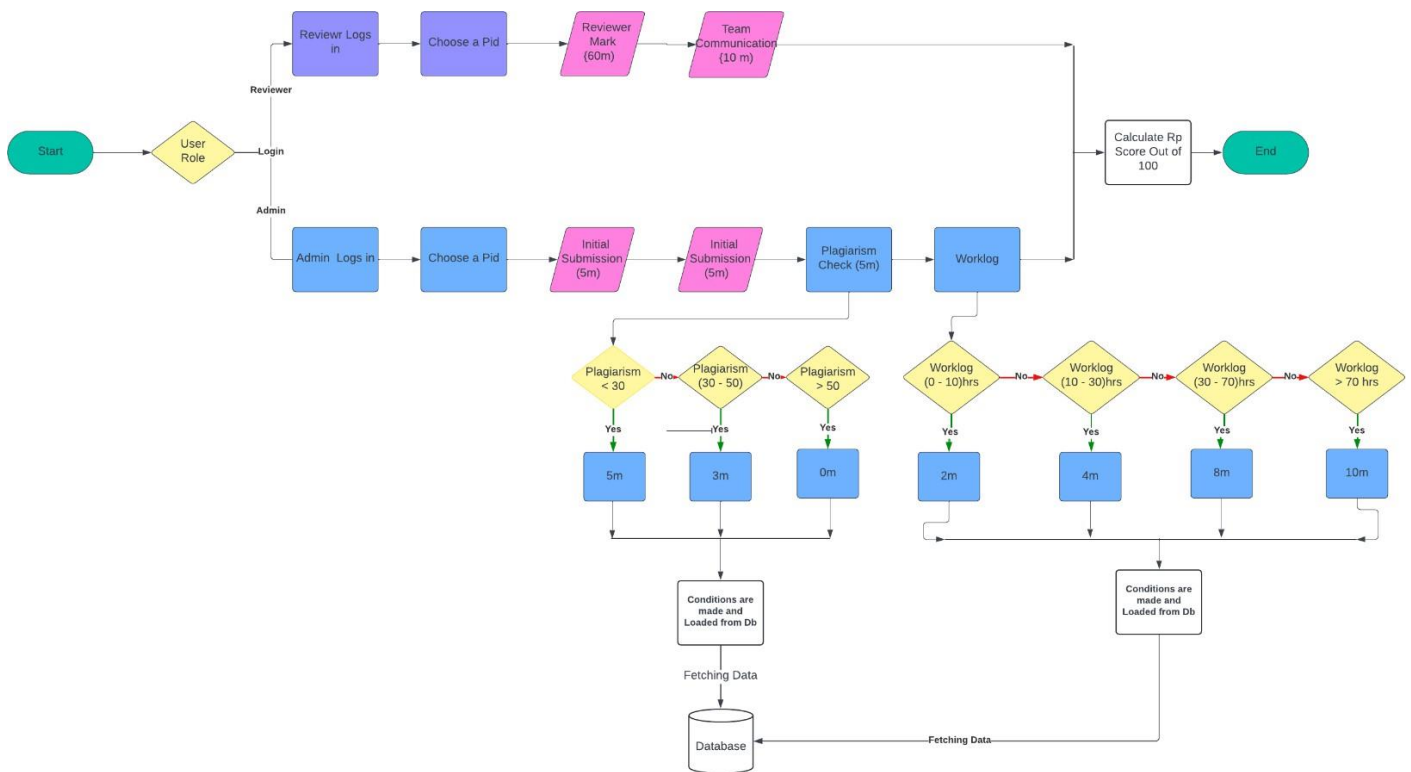 Reviewr Logs
in
Choose a Pid
Reviewer
Mark
(60m)
Team
Communication
(10 m)
Reviewer
Start
User
Role
Login
Calculate Rp
Score Out of
100
End
Admin
Admin Logs in
Choose a Pid
Initial
Submission
(5m)
Initial
Submission
(5m)
Plagiarism
Check (5m)
Worklog
Plagiarism
< 30
No
Plagiarism
(30 - 50)
No
Plagiarism
> 50
Worklog
(0 - 10)hrs
No
Worklog
(10 - 30)hrs
No
Worklog
(30 - 70)hrs
No
Worklog
> 70 hrs
Yes
Yes
Yes
Yes
Yes
Yes
Yes
5m
3m
0m
2m
4m
8m
10m
Conditions are
made and
Loaded from Db
Conditions are
made and
Loaded from Db
Fetching Data
Database
Fetching Data